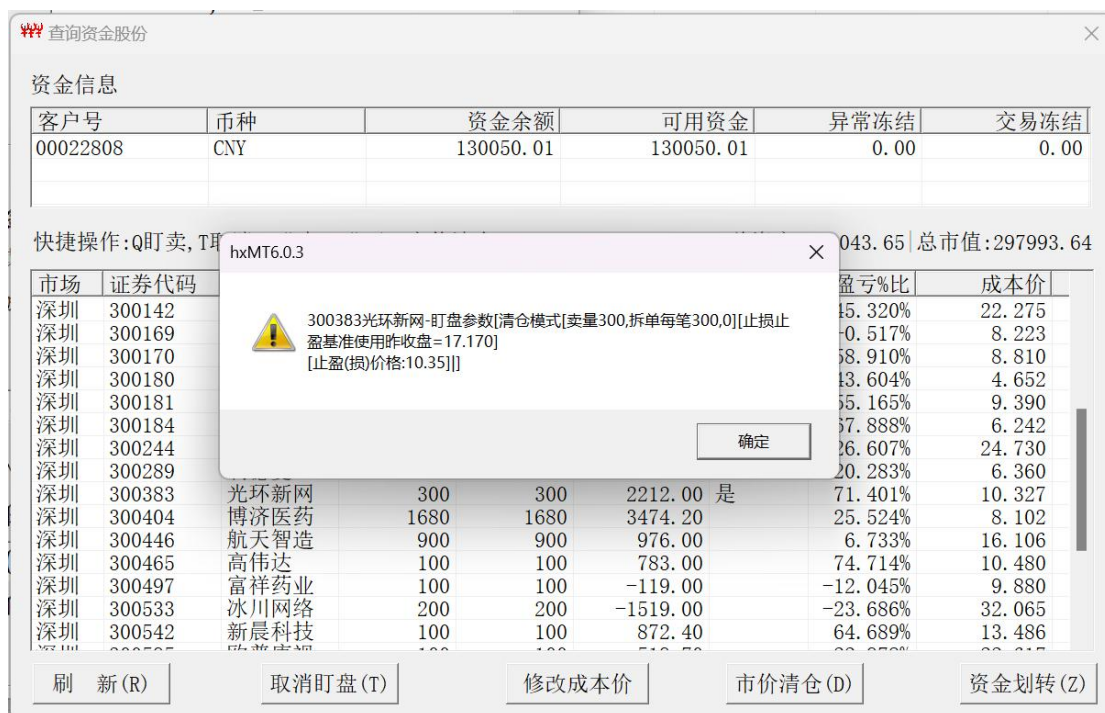 查询资金股份
资金信息
客户号 币种 资金余额 可用资金 异常冻结 交易冻结
00022808 CNY 130050.01 130050.01 0.00 0.00
快捷操作:Q盯卖,T 043.65|总市值:297993.64
hxMT6.0.3
300383光环新网-盯盘参数[清仓模式[卖量300,拆单每笔300,0][止损止
盈基准使用昨收盘=17.170]
[止盈(损)价格:10.35]|]
确定
市场 证券代码 盈亏%比 成本价
深圳 300142 5.320% 22.275
深圳 300169 0.517% 8.223
深圳 300170 8.910% 8.810
深圳 300180 3.604% 4.652
深圳 300181 5.165% 9.390
深圳 300184 7.888% 6.242
深圳 300244 6.607% 24.730
深圳 300289 20.283% 6.360
深圳 300383 光环新网 300 300 2212.00 是 71.401% 10.327
深圳 300404 博济医药 1680 1680 3474.20 25.524% 8.102
深圳 300446 航天智造 900 900 976.00 6.733% 16.106
深圳 300465 高伟达 100 100 783.00 74.714% 10.480
深圳 300497 富祥药业 100 100 -119.00 -12.045% 9.880
深圳 300533 冰川网络 200 200 -1519.00 -23.686% 32.065
深圳 300542 新晨科技 100 100 872.40 64.689% 13.486
刷 新(R) 取消盯盘(T) 修改成本价 市价清仓(D) 资金划转(Z)